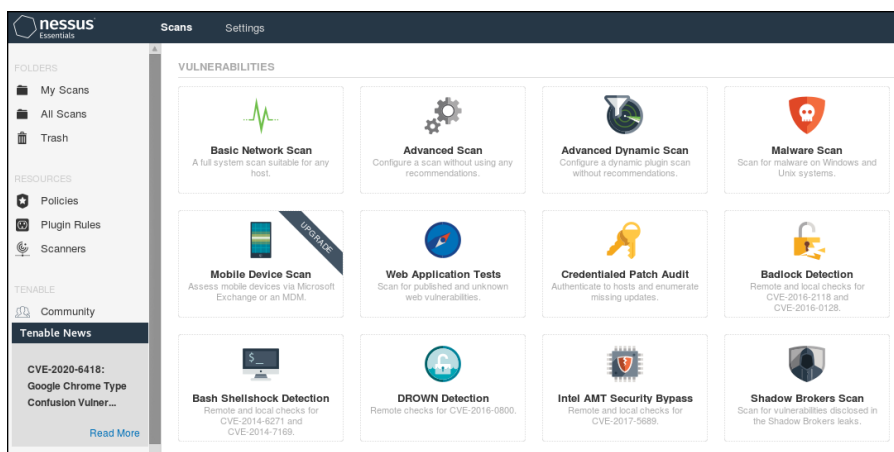 nessus
Essentials
Scans
Settings
FOLDERS
My Scans
All Scans
Trash
RESOURCES
Policies
Plugin Rules
Scanners
TENABLE
Community
Tenable News
CVE-2020-6418:
Google Chrome Type
Confusion Vulner...
Read More
VULNERABILITIES
Basic Network Scan
A full system scan suitable for any
host.
Advanced Scan
Configure a scan without using any
recommendations.
Advanced Dynamic Scan
Configure a dynamic plugin scan
without recommendations.
Malware Scan
Scan for malware on Windows and
Unix systems.
UPGRADE
Mobile Device Scan
Assess mobile devices via Microsoft
Exchange or an MDM.
Web Application Tests
Scan for published and unknown
web vulnerabilities.
Credentialed Patch Audit
Authenticate to hosts and enumerate
missing updates.
Badlock Detection
Remote and local checks for
CVE-2016-2118 and
CVE-2016-0128.
$_
Bash Shellshock Detection
Remote and local checks for
CVE-2014-6271 and
CVE-2014-7169.
DROWN Detection
Remote checks for CVE-2016-0800.
Intel AMT Security Bypass
Remote and local checks for
CVE-2017-5689.
Shadow Brokers Scan
Scan for vulnerabilities disclosed in
the Shadow Brokers leaks.